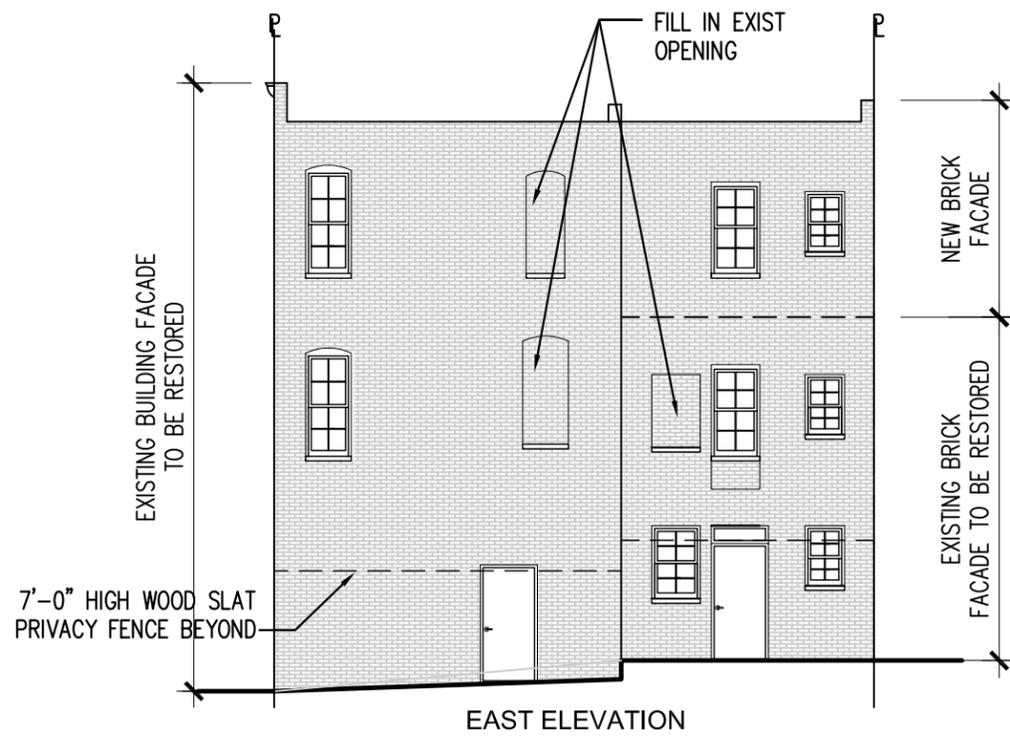 ℄
FILL IN EXIST
OPENING
℄
EXISTING BUILDING FACADE
TO BE RESTORED
NEW BRICK
FACADE
EXISTING BRICK
FACADE TO BE RESTORED
7'-0" HIGH WOOD SLAT
PRIVACY FENCE BEYOND
EAST ELEVATION